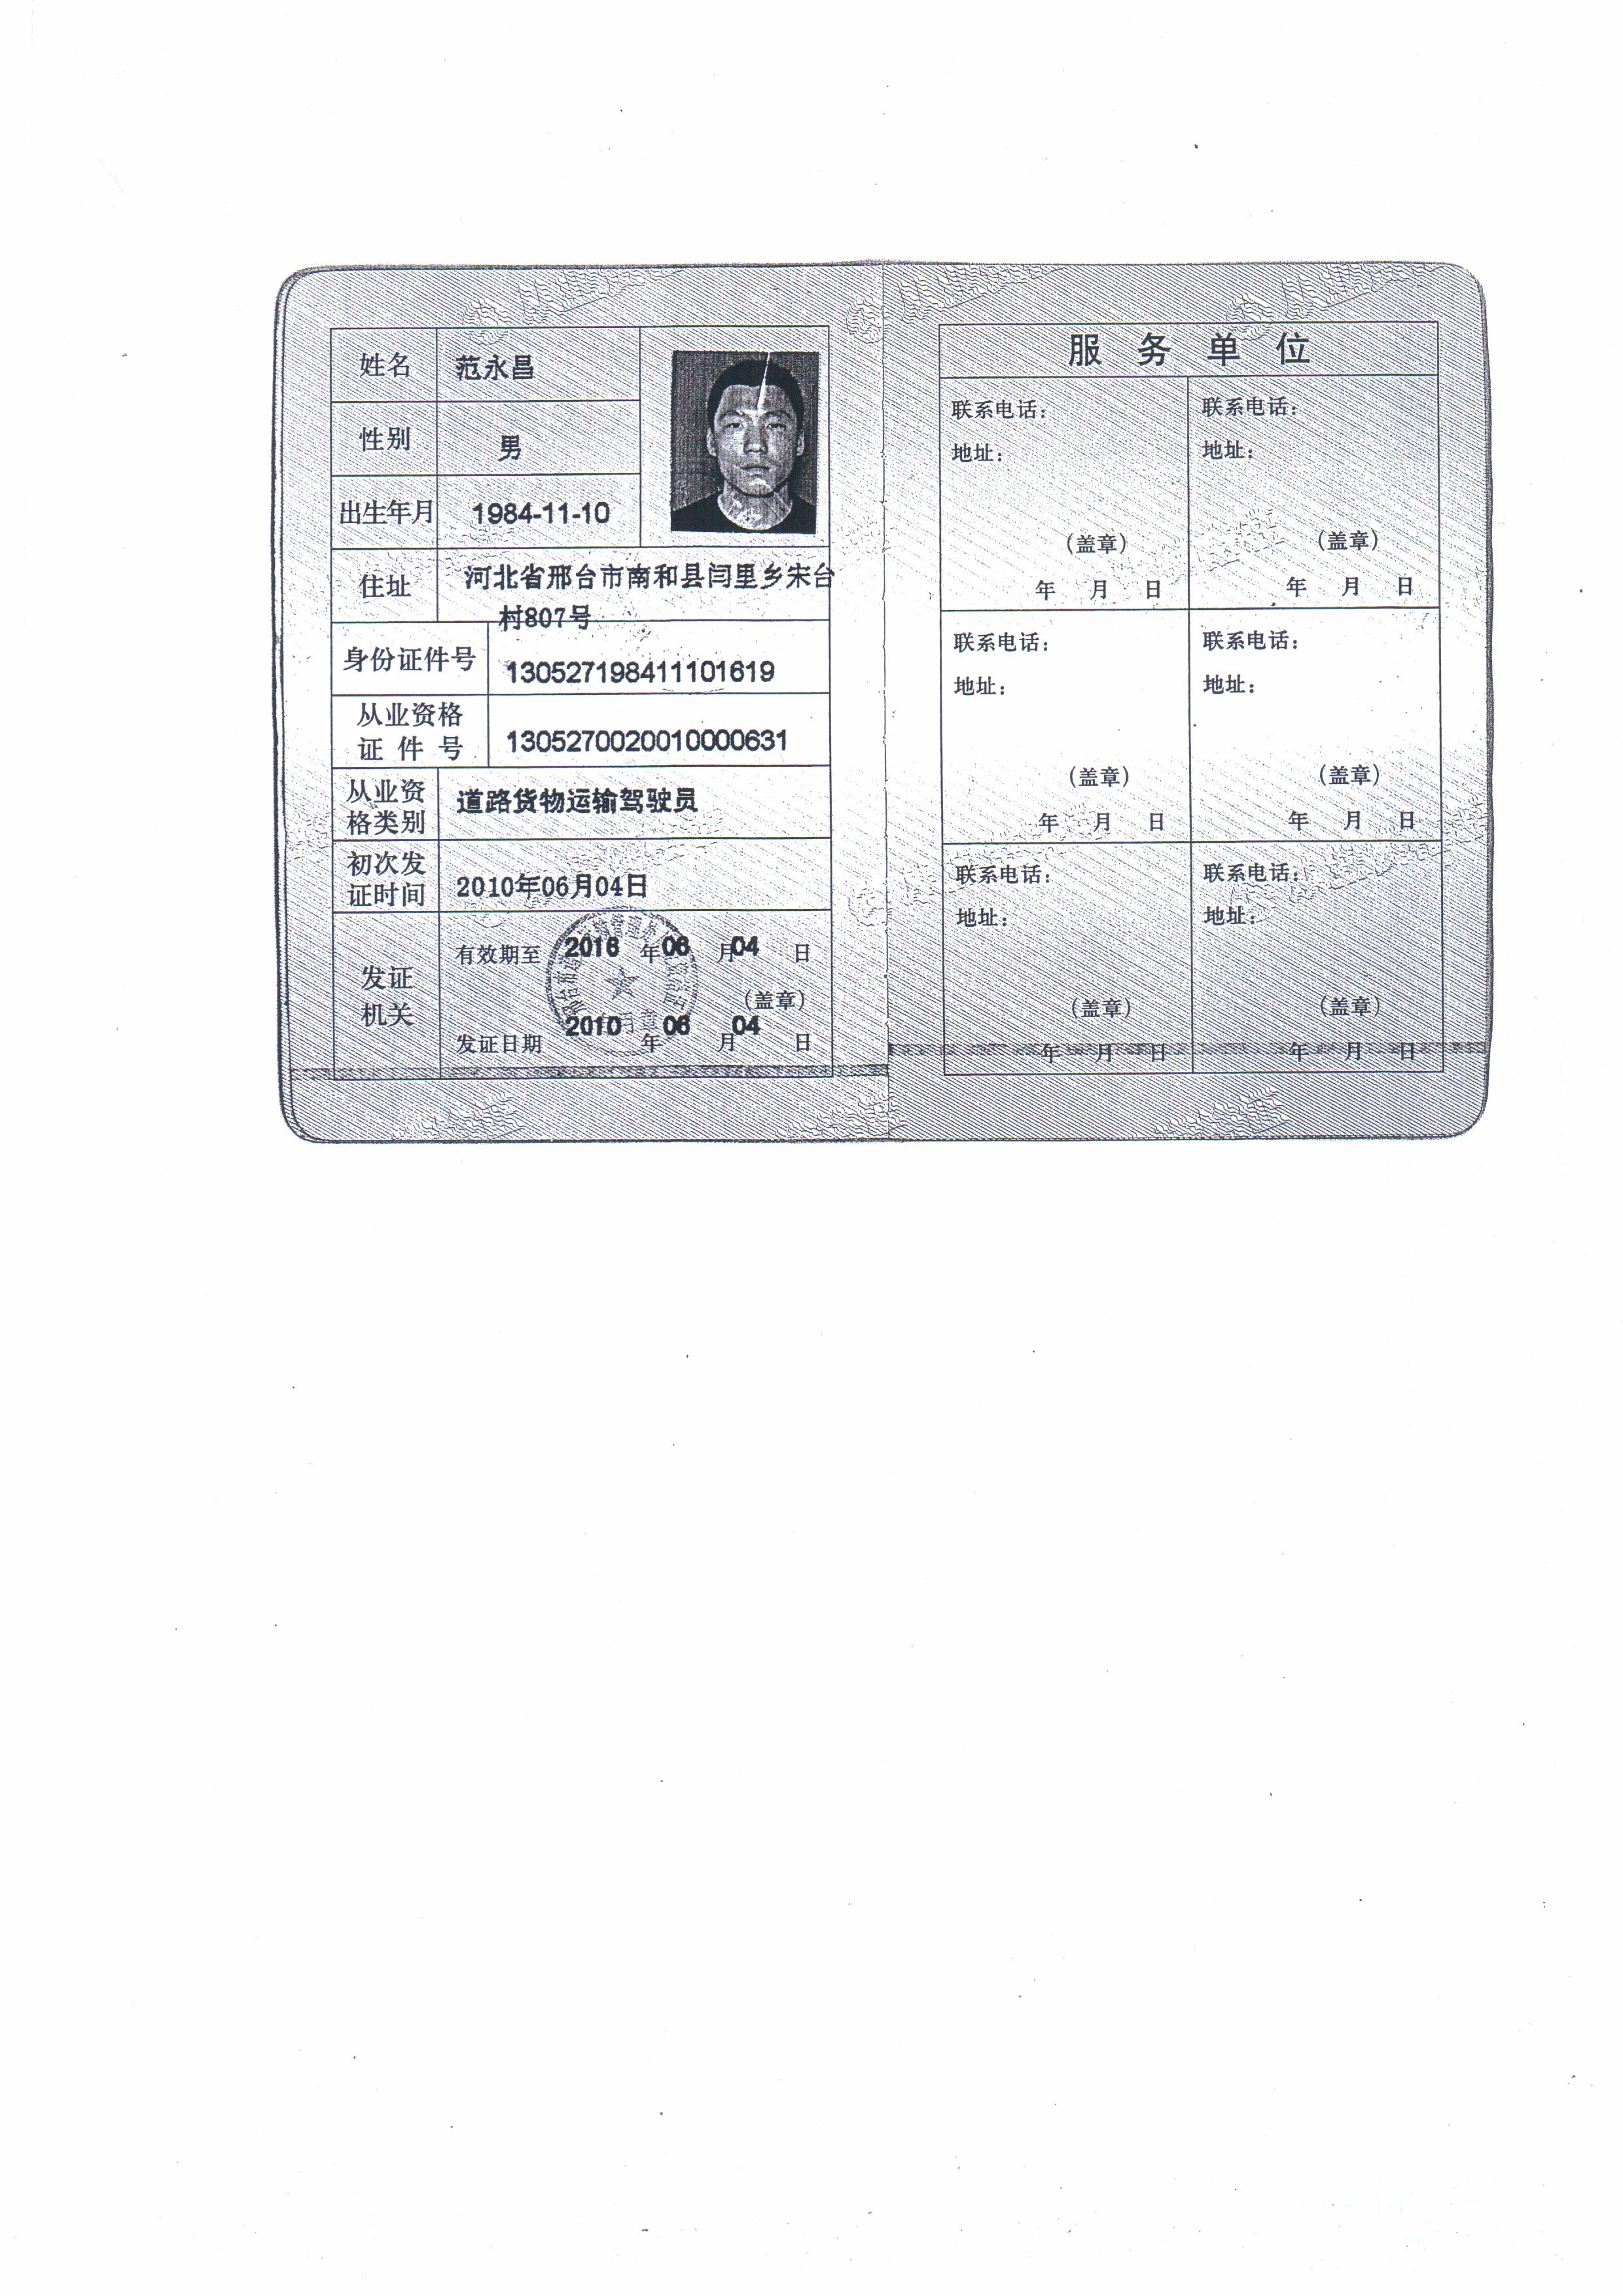 姓名 范永昌
性别 男
出生年月 1984-11-10
住址 河北省邢台市南和县闫里乡宋台
村807号
身份证件号 130527198411101619
从业资格
证件号 1305270020010000631
从业资
格类别 道路货物运输驾驶员
初次发
证时间 2010年06月04日
发证
机关
有效期至 2016 年06 月04 日
(盖章)
发证日期 2010 年 06 月 04 日
服务单位
联系电话: 联系电话:
地址: 地址:
(盖章) (盖章)
年 月 日 年 月 日
联系电话: 联系电话:
地址: 地址:
(盖章) (盖章)
年 月 日 年 月 日
联系电话: 联系电话:
地址: 地址:
(盖章) (盖章)
年 月 日 年 月 日